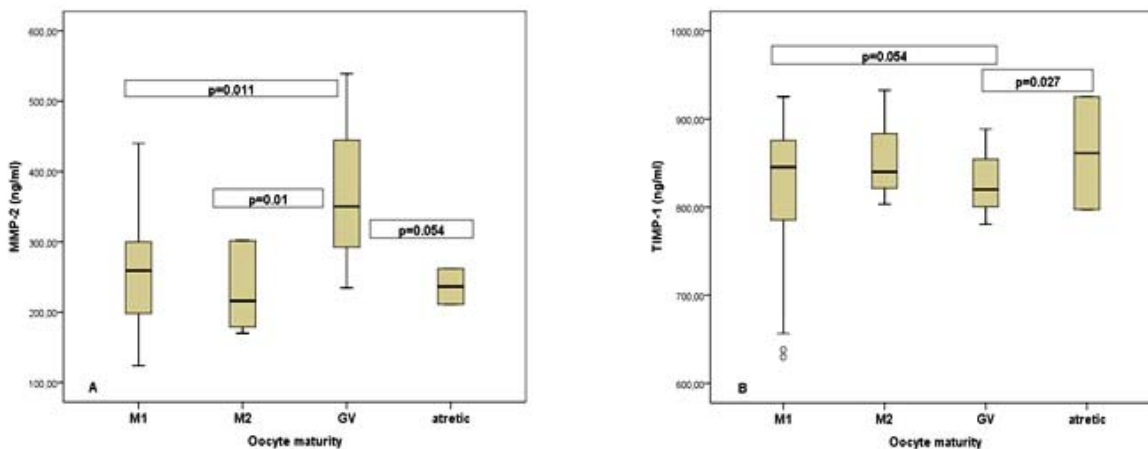 600,00
500,00
400,00
300,00
200,00
100,00
MMP-2 (ng/ml)
p=0.011
p=0.01
p=0.054
A
M1 M2 GV atretic
Oocyte maturity
1000,00
900,00
800,00
700,00
600,00
TIMP-1 (ng/ml)
p=0.054
p=0.027
B
M1 M2 GV atretic
Oocyte maturity